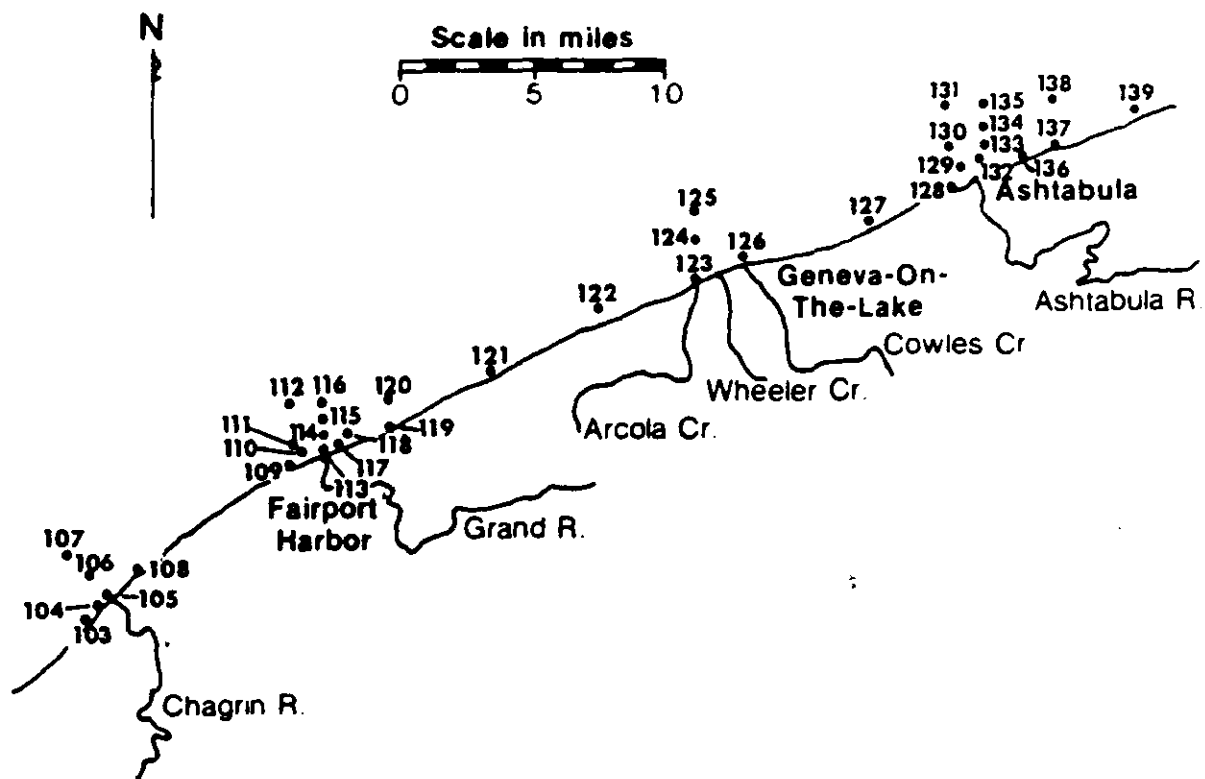 N
Scale in miles
0 5 10
131
135
138
139
134
130
133
137
129
132
136
128
Ashtabula
125
127
124
126
123
Geneva-On-
The-Lake
Ashtabula R.
122
Cowles Cr
121
Wheeler Cr.
112
116
120
Arcola Cr.
111
114
115
119
110
118
109
117
113
Fairport
Harbor
Grand R.
107
106
108
104
105
103
Chagrin R.